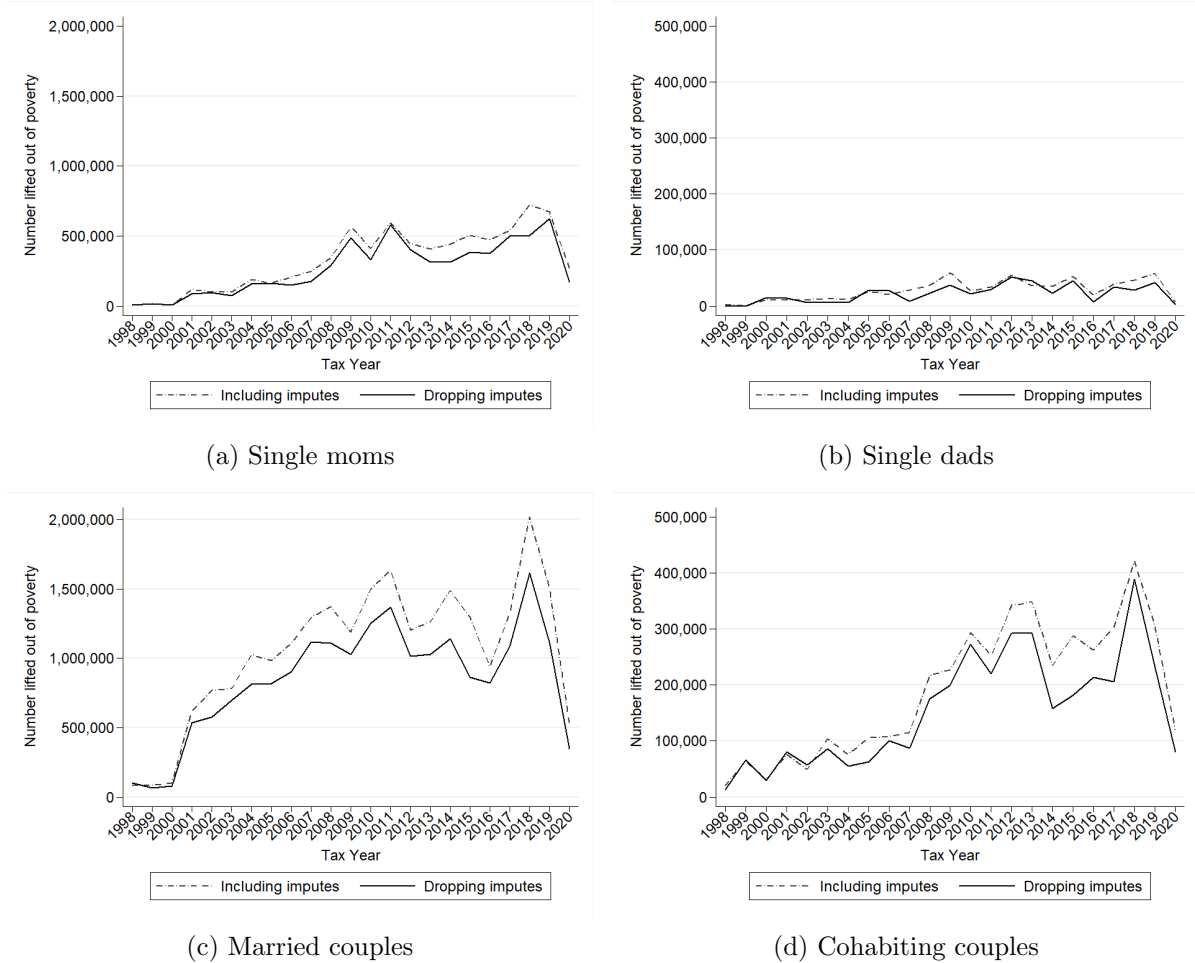 2,000,000
1,500,000
1,000,000
500,000
0
Number lifted out of poverty
1998 1999 2000 2001 2002 2003 2004 2005 2006 2007 2008 2009 2010 2011 2012 2013 2014 2015 2016 2017 2018 2019 2020
Tax Year
Including imputes Dropping imputes
(a) Single moms
500,000
400,000
300,000
200,000
100,000
0
Number lifted out of poverty
1998 1999 2000 2001 2002 2003 2004 2005 2006 2007 2008 2009 2010 2011 2012 2013 2014 2015 2016 2017 2018 2019 2020
Tax Year
Including imputes Dropping imputes
(b) Single dads
2,000,000
1,500,000
1,000,000
500,000
0
Number lifted out of poverty
1998 1999 2000 2001 2002 2003 2004 2005 2006 2007 2008 2009 2010 2011 2012 2013 2014 2015 2016 2017 2018 2019 2020
Tax Year
Including imputes Dropping imputes
(c) Married couples
500,000
400,000
300,000
200,000
100,000
0
Number lifted out of poverty
1998 1999 2000 2001 2002 2003 2004 2005 2006 2007 2008 2009 2010 2011 2012 2013 2014 2015 2016 2017 2018 2019 2020
Tax Year
Including imputes Dropping imputes
(d) Cohabiting couples